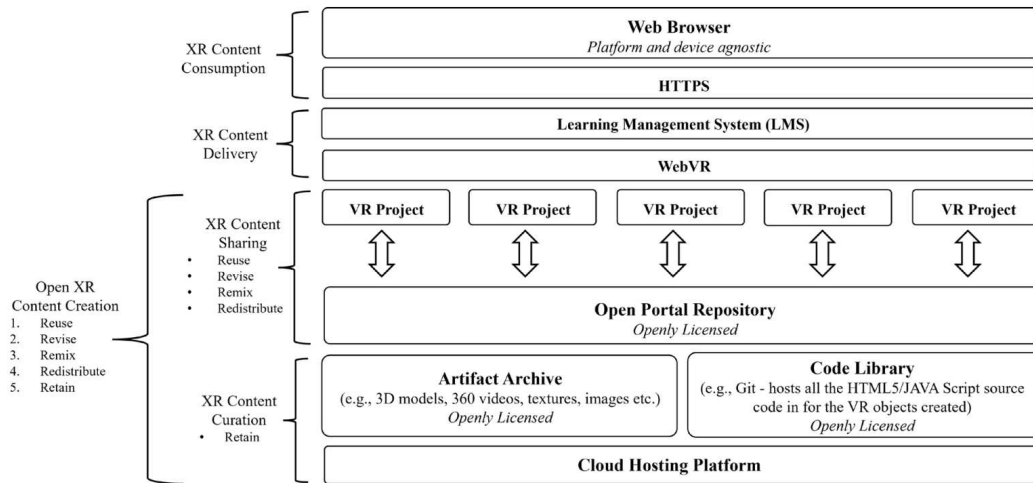 XR Content
Consumption
Web Browser
Platform and device agnostic
HTTPS
XR Content
Delivery
Learning Management System (LMS)
WebVR
Open XR
Content Creation
1. Reuse
2. Revise
3. Remix
4. Redistribute
5. Retain
XR Content
Sharing
• Reuse
• Revise
• Remix
• Redistribute
VR Project
VR Project
VR Project
VR Project
VR Project
Open Portal Repository
Openly Licensed
XR Content
Curation
• Retain
Artifact Archive
(e.g., 3D models, 360 videos, textures, images etc.)
Openly Licensed
Code Library
(e.g., Git - hosts all the HTML5/JAVA Script source
code in for the VR objects created)
Openly Licensed
Cloud Hosting Platform